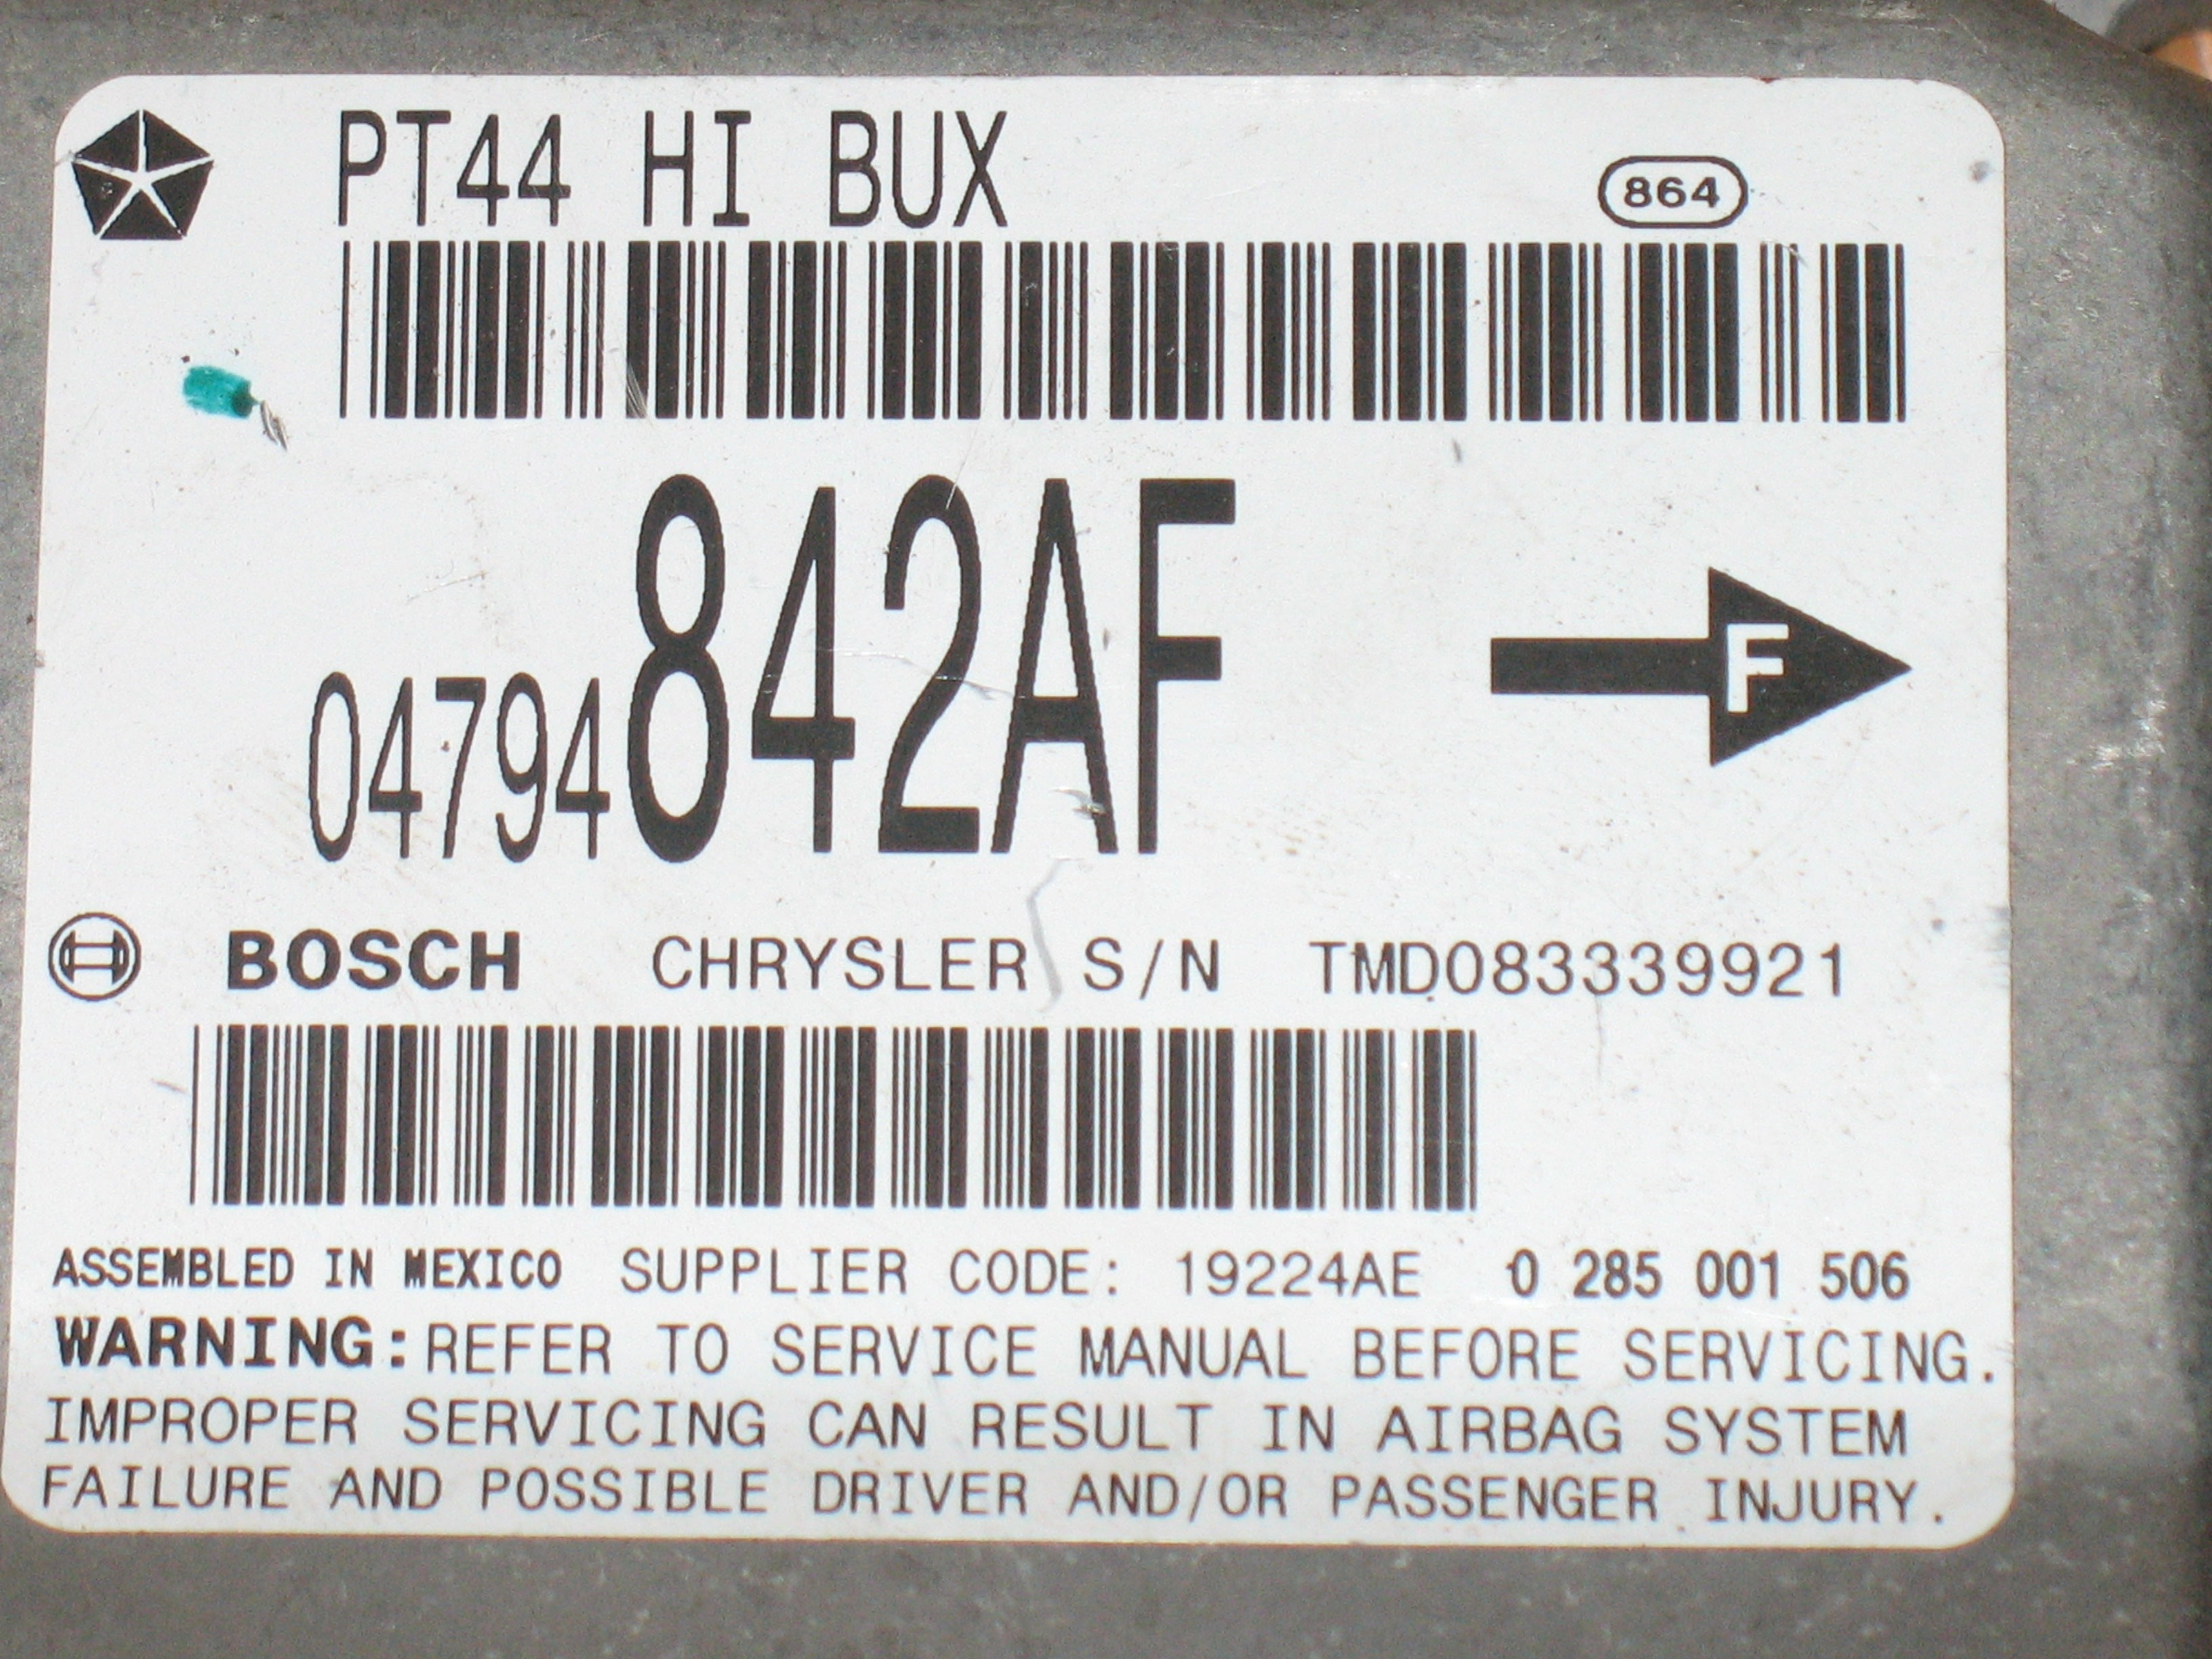 PT44 HI BUX
864
04794842AF
F
BOSCH CHRYSLER S/N TMD083339921
ASSEMBLED IN MEXICO SUPPLIER CODE: 19224AE 0 285 001 506
WARNING: REFER TO SERVICE MANUAL BEFORE SERVICING.
IMPROPER SERVICING CAN RESULT IN AIRBAG SYSTEM
FAILURE AND POSSIBLE DRIVER AND/OR PASSENGER INJURY.